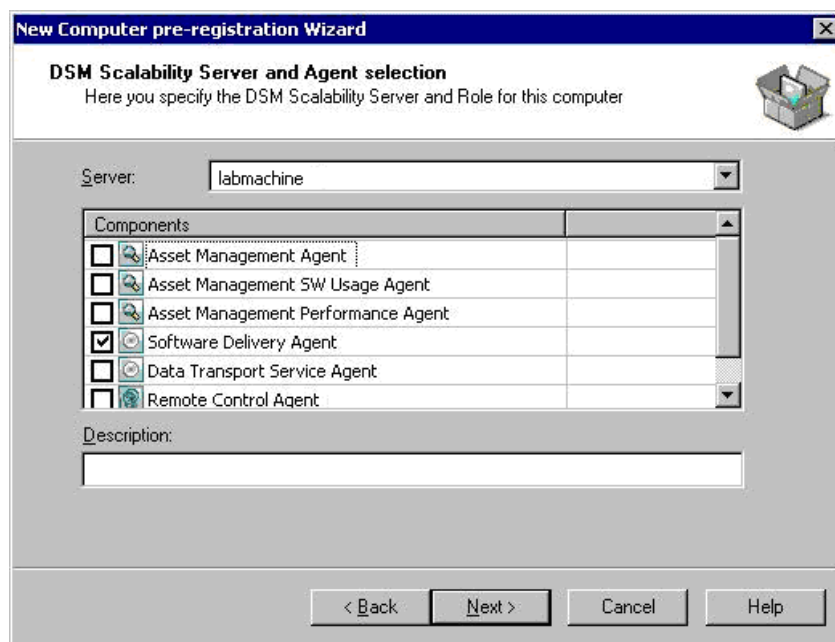 New Computer pre-registration Wizard
DSM Scalability Server and Agent selection
Here you specify the DSM Scalability Server and Role for this computer
Server: labmachine
Components
Asset Management Agent
Asset Management SW Usage Agent
Asset Management Performance Agent
Software Delivery Agent
Data Transport Service Agent
Remote Control Agent
Description:
< Back Next > Cancel Help